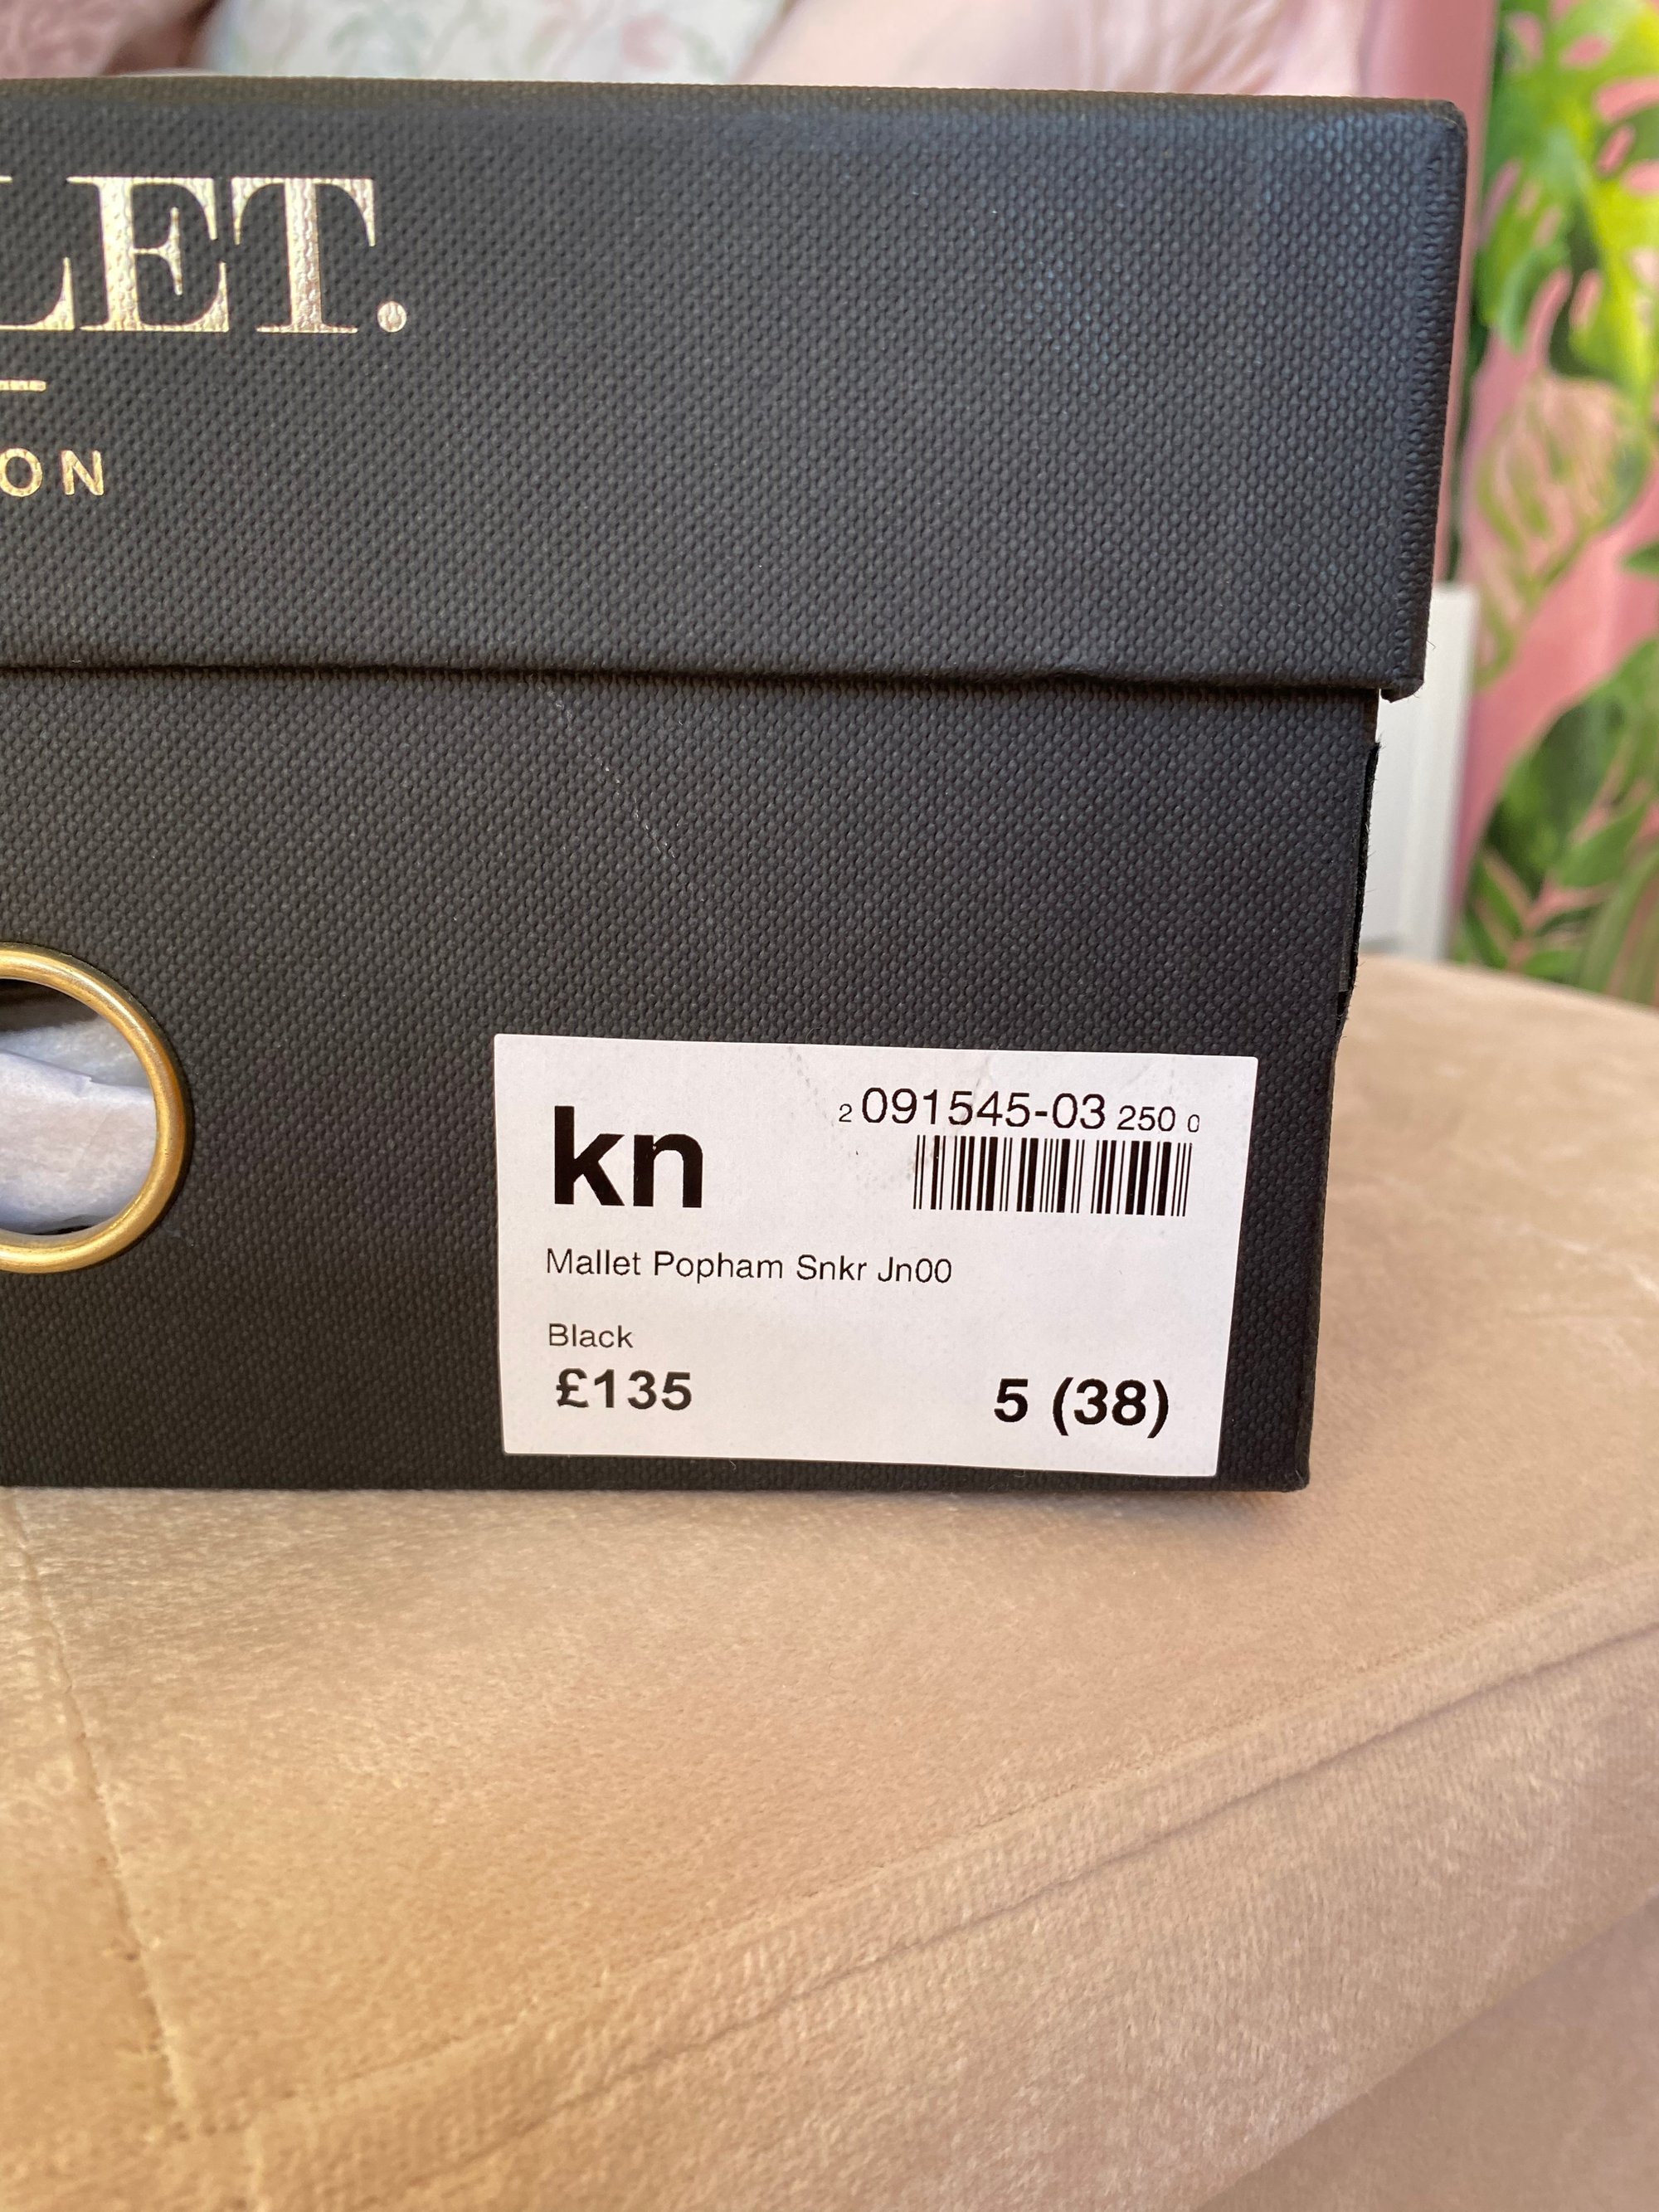 LET.
ON
2 091545-03 250 0
kn
Mallet Popham Snkr Jn00
Black
£135 5 (38)